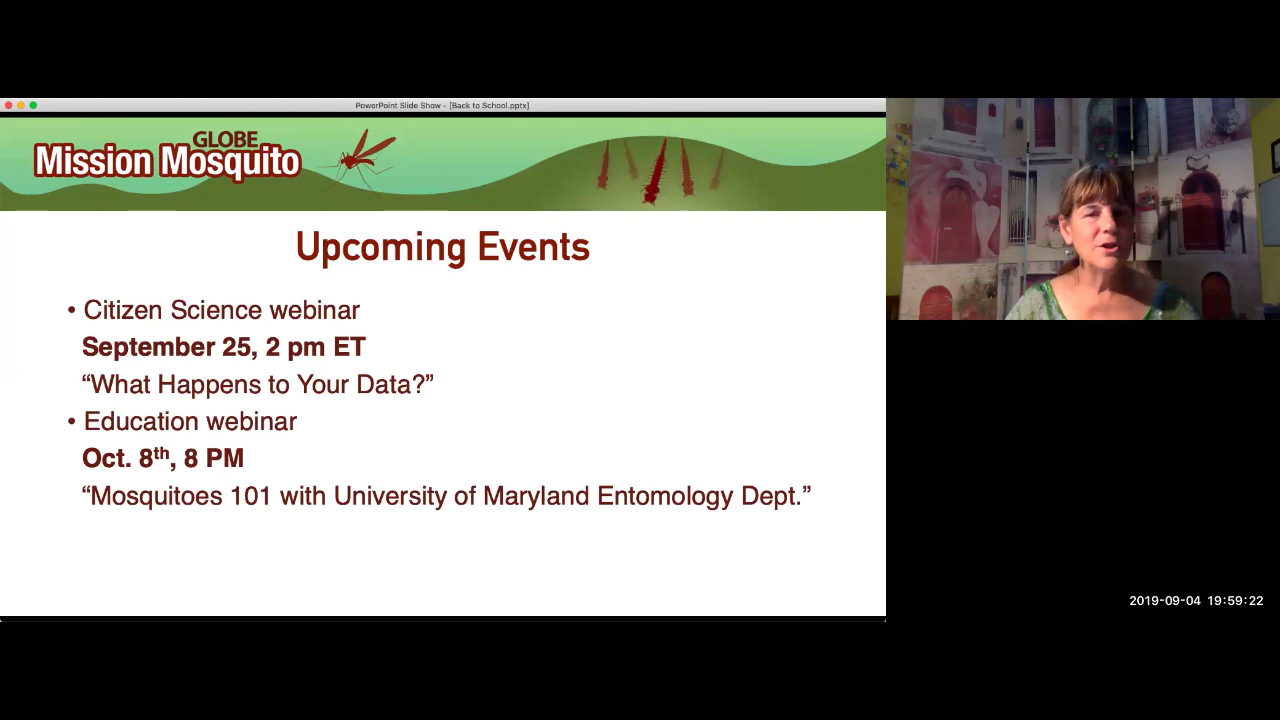 PowerPoint Slide Show - [Back to School.pptx]
GLOBE
Mission Mosquito
Upcoming Events
• Citizen Science webinar
September 25, 2 pm ET
“What Happens to Your Data?”
• Education webinar
Oct. 8th, 8 PM
“Mosquitoes 101 with University of Maryland Entomology Dept.”
2019-09-04 19:59:22